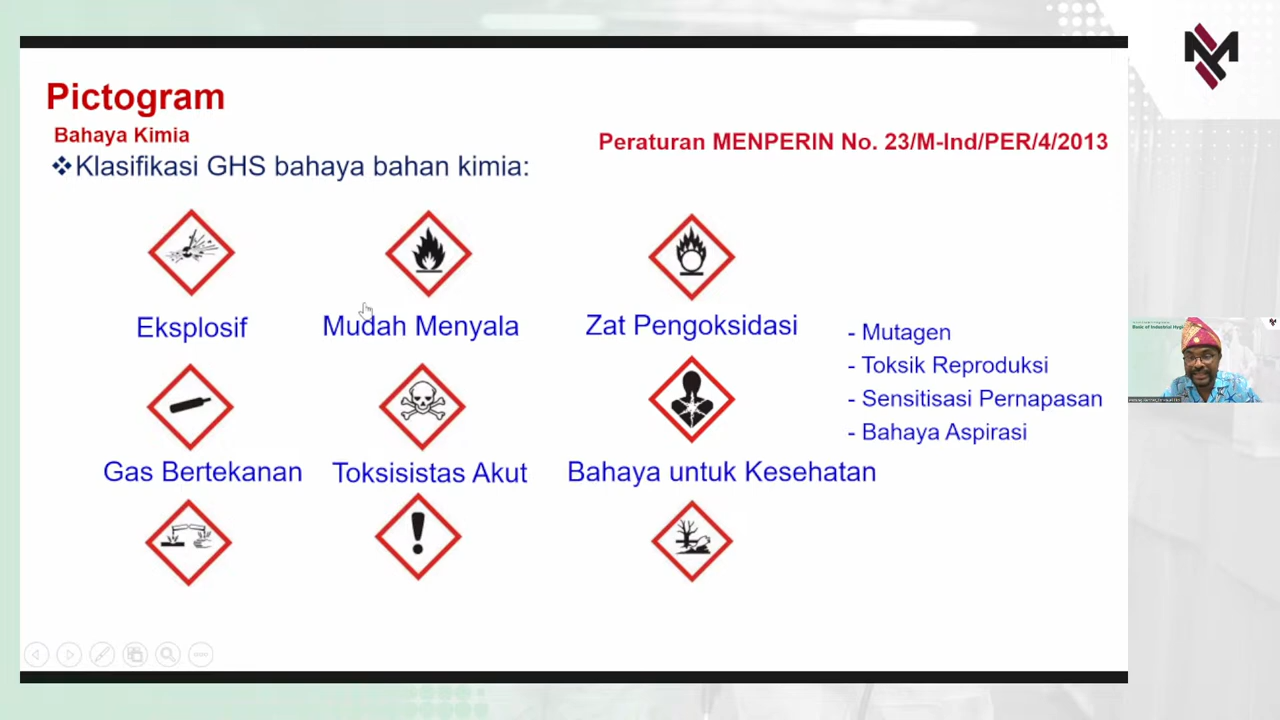 Pictogram
Bahaya Kimia
Peraturan MENPERIN No. 23/M-Ind/PER/4/2013
❖Klasifikasi GHS bahaya bahan kimia:
Eksplosif
Mudah Menyala
Zat Pengoksidasi
- Mutagen
- Toksik Reproduksi
- Sensitisasi Pernapasan
- Bahaya Aspirasi
Gas Bertekanan
Toksisistas Akut
Bahaya untuk Kesehatan